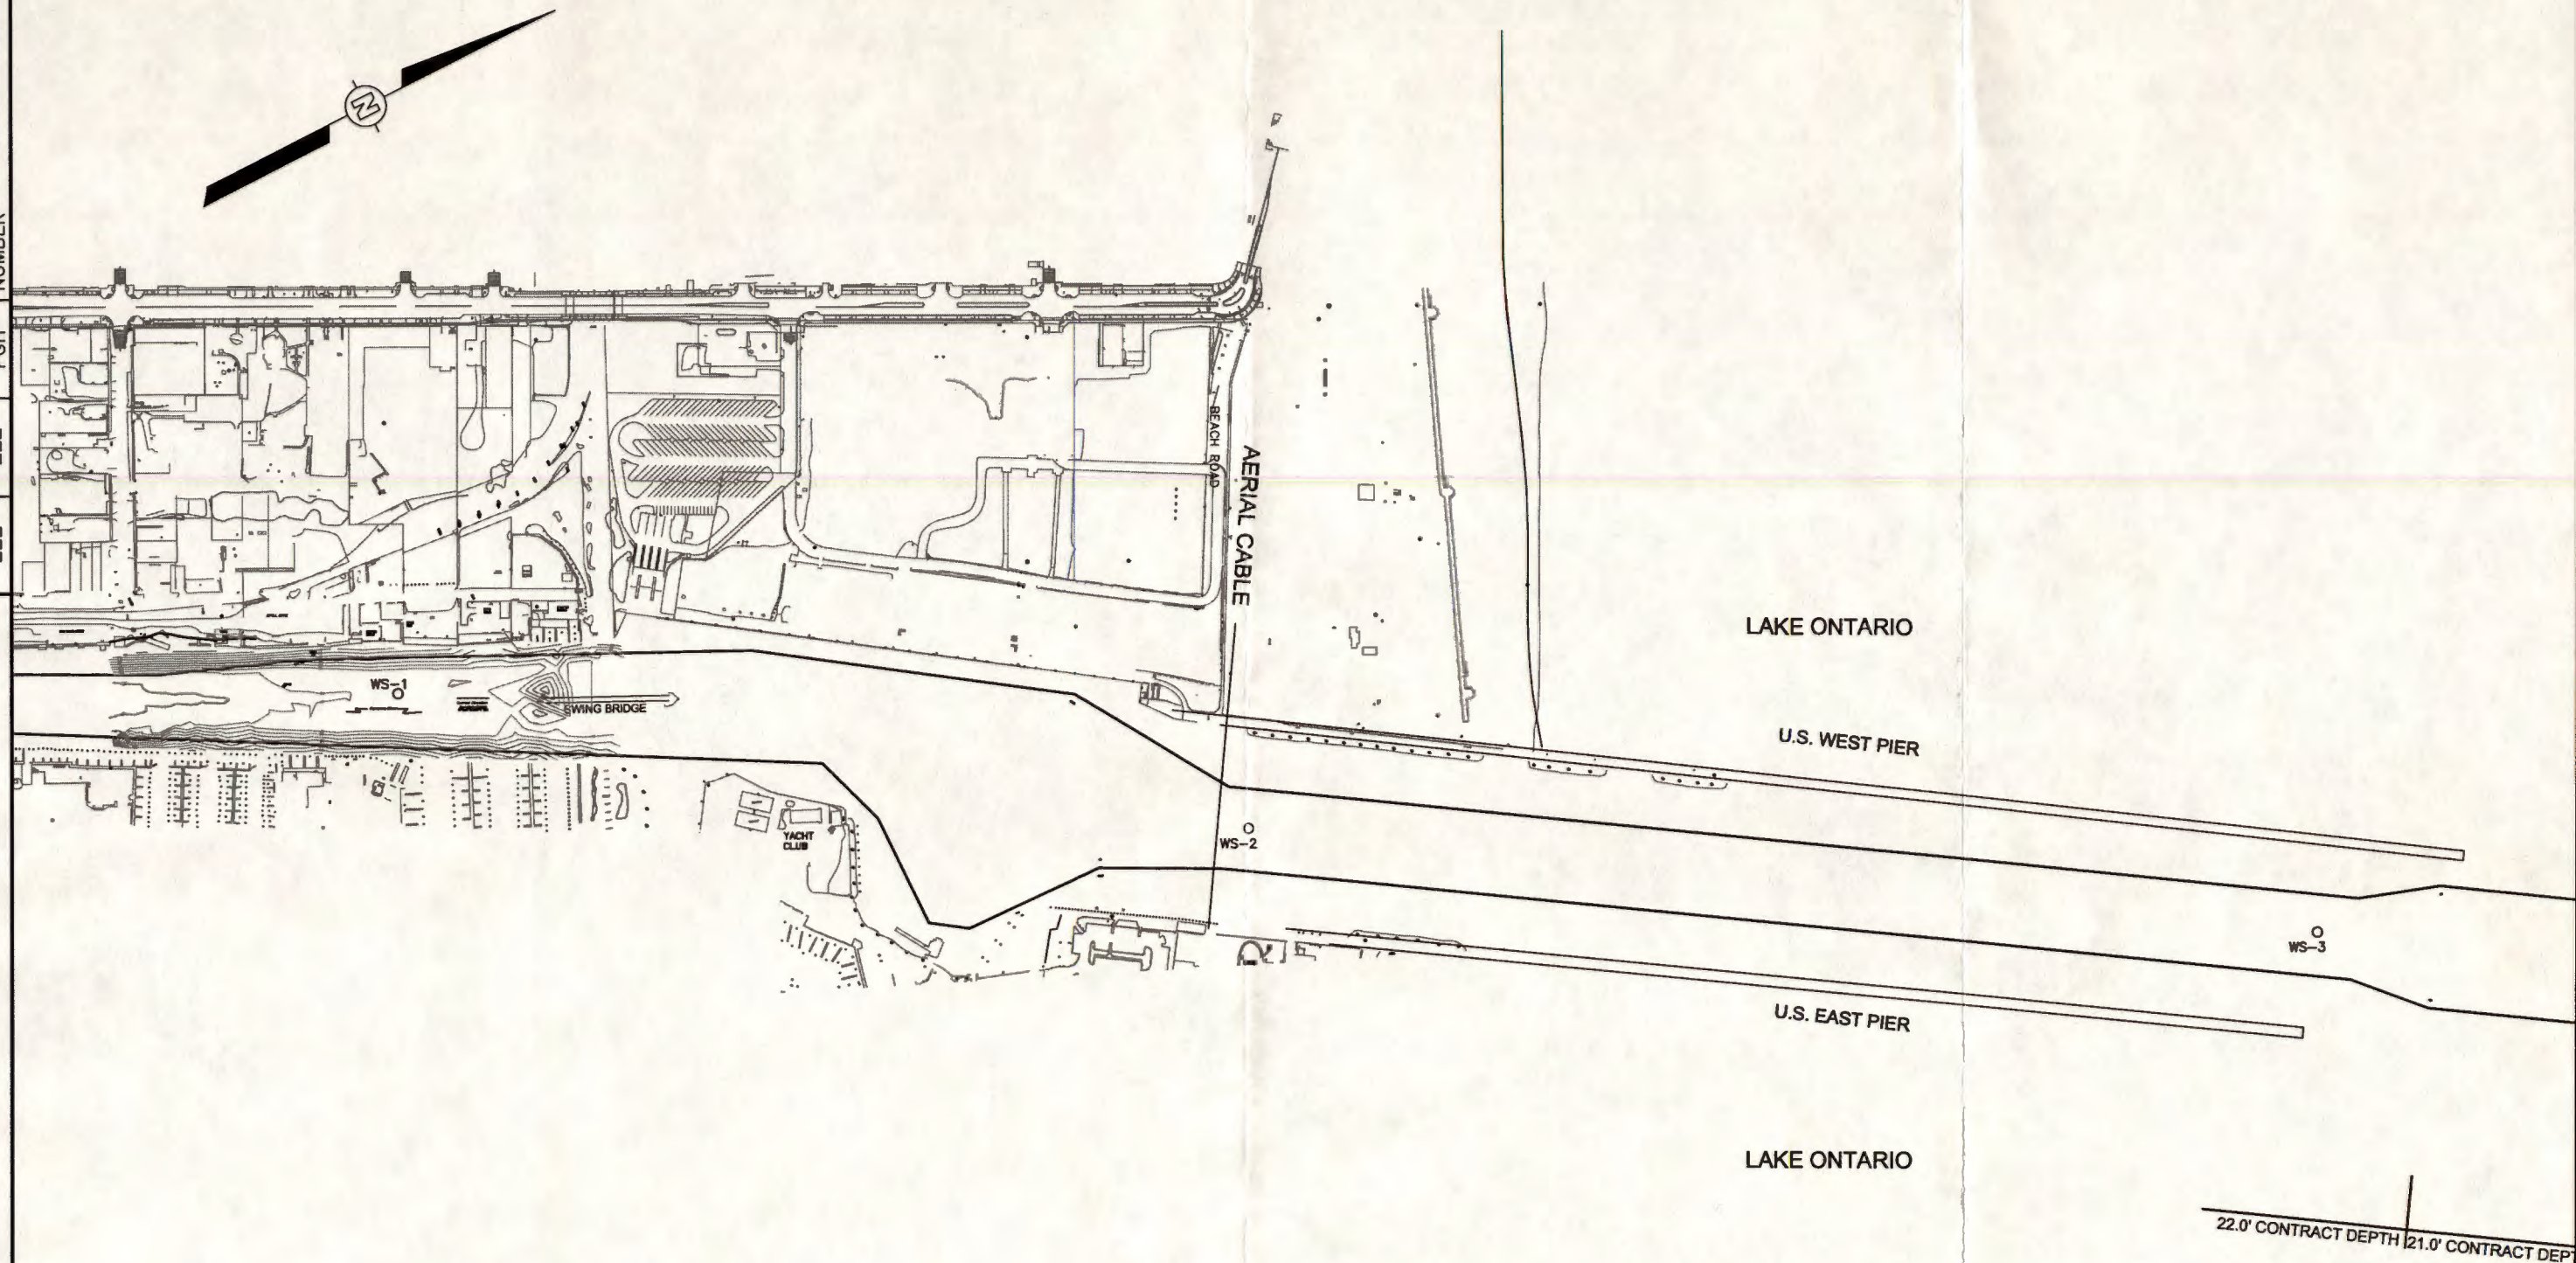 N
NUMBER
BEACH ROAD
AERIAL CABLE
LAKE ONTARIO
WS-1
SWING BRIDGE
U.S. WEST PIER
YACHT
CLUB
WS-2
WS-3
U.S. EAST PIER
LAKE ONTARIO
22.0' CONTRACT DEPTH
21.0' CONTRACT DEPT